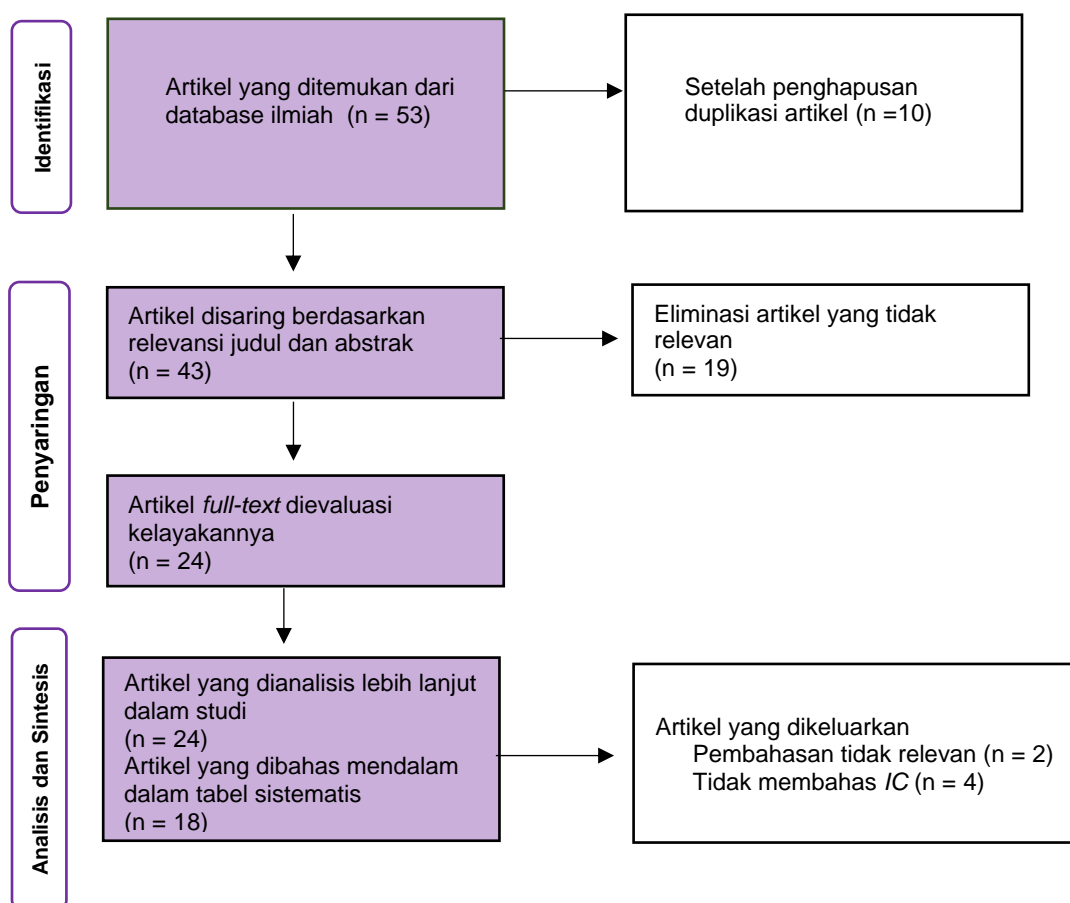 Identifikasi
Artikel yang ditemukan dari
database ilmiah (n = 53)
Setelah penghapusan
duplikasi artikel (n =10)
Penyaringan
Artikel disaring berdasarkan
relevansi judul dan abstrak
(n = 43)
Eliminasi artikel yang tidak
relevan
(n = 19)
Artikel full-text dievaluasi
kelayakannya
(n = 24)
Analisis dan Sintesis
Artikel yang dianalisis lebih lanjut
dalam studi
(n = 24)
Artikel yang dibahas mendalam
dalam tabel sistematis
(n = 18)
Artikel yang dikeluarkan
Pembahasan tidak relevan (n = 2)
Tidak membahas IC (n = 4)